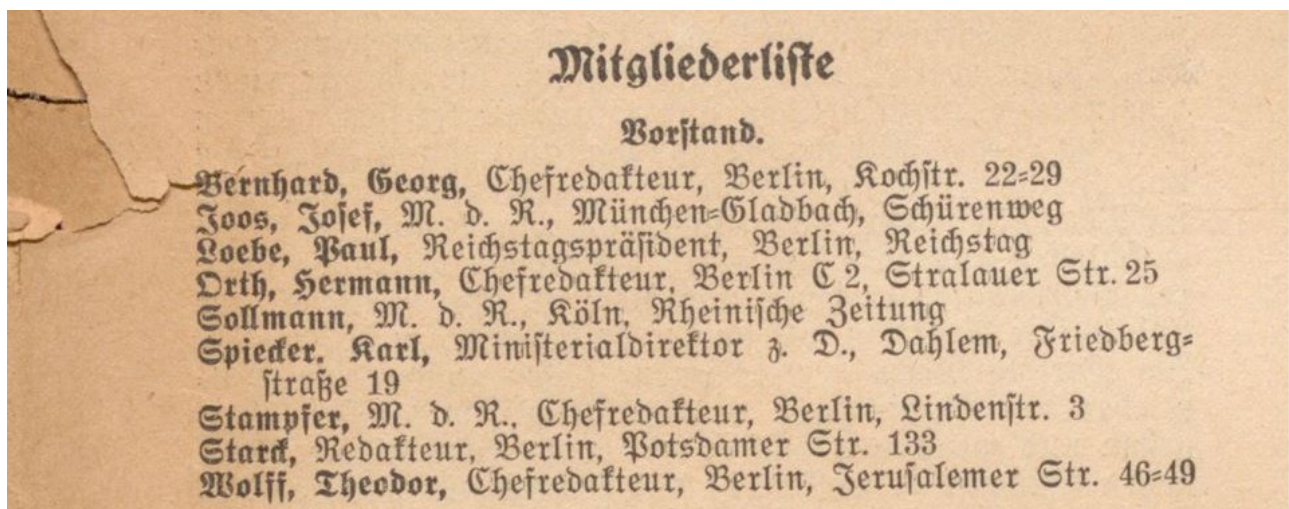 Mitgliederliste
Vorstand.
Bernhard, Georg, Chefredakteur, Berlin, Kochstr. 22=29
Joos, Josef, M. d. R., München=Gladbach, Schürenweg
Loebe, Paul, Reichstagspräsident, Berlin, Reichstag
Orth, Hermann, Chefredakteur, Berlin C 2, Stralauer Str. 25
Sollmann, M. d. R., Köln, Rheinische Zeitung
Spiecker. Karl, Ministerialdirektor z. D., Dahlem, Friedberg=
straße 19
Stampfer, M. d. R., Chefredakteur, Berlin, Lindenstr. 3
Starck, Redakteur, Berlin, Potsdamer Str. 133
Wolff, Theodor, Chefredakteur, Berlin, Jerusalemer Str. 46=49